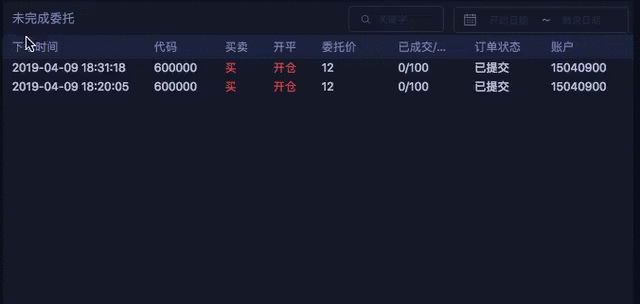 未完成委托 关键字 开始日期 ~ 结束日期
时间 代码 买卖 开平 委托价 已成交/... 订单状态 账户
2019-04-09 18:31:18 600000 买 开仓 12 0/100 已提交 15040900
2019-04-09 18:20:05 600000 买 开仓 12 0/100 已提交 15040900